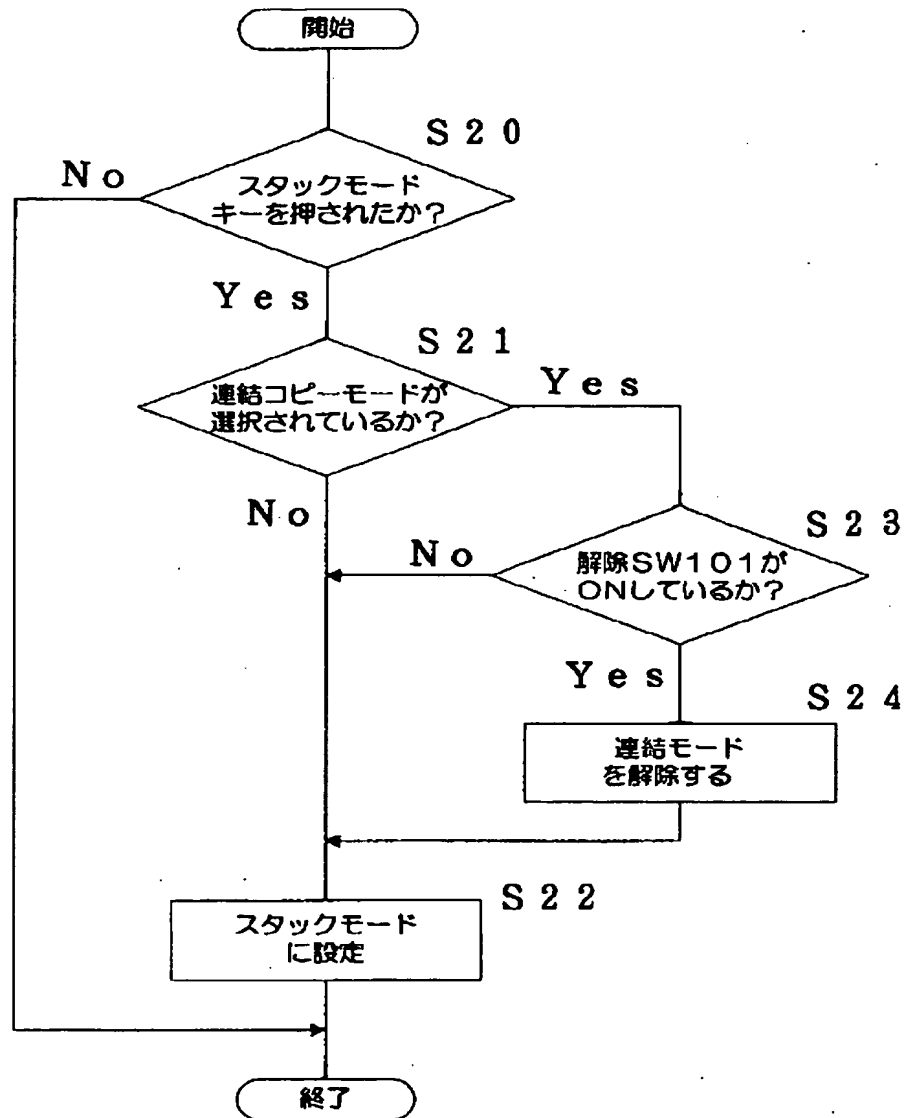 開始
S20
No
スタックモード
キーを押されたか？
Yes
S21
連結コピーモードが
選択されているか？
Yes
No
S23
No
解除SW101が
ONしているか？
Yes
S24
連結モード
を解除する
S22
スタックモード
に設定
終了